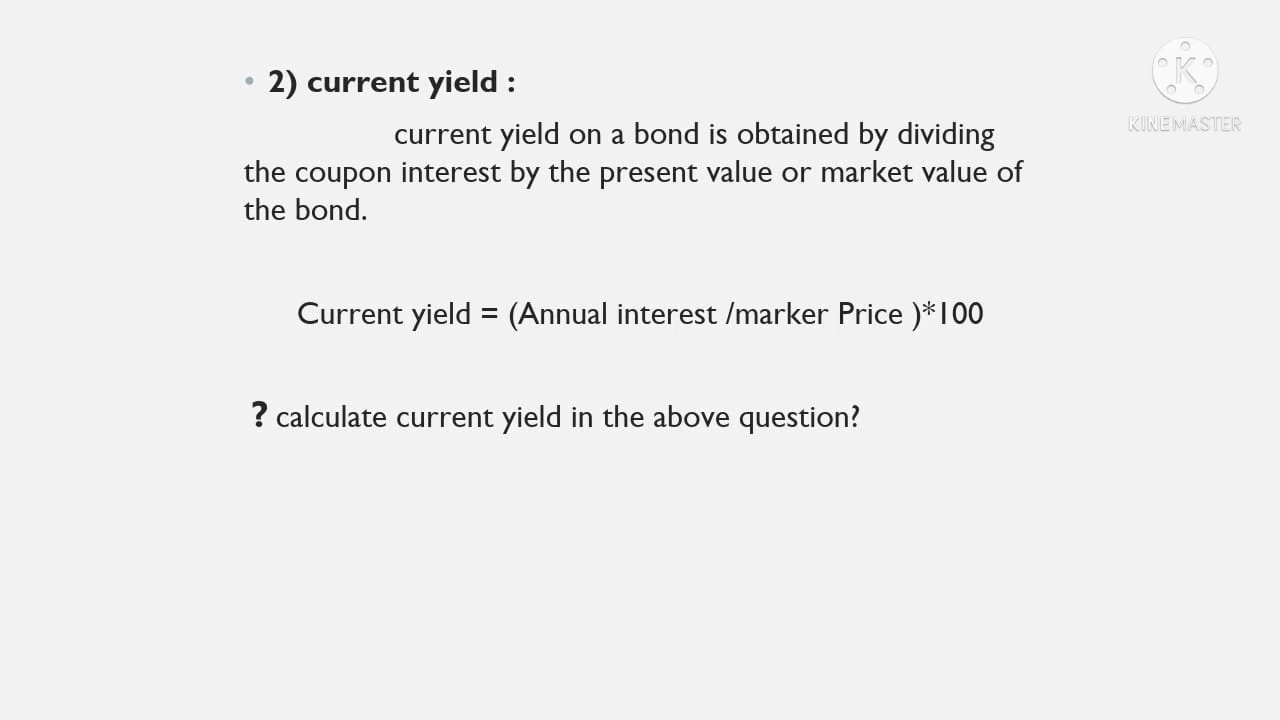 • 2) current yield :
K
KINEMASTER
current yield on a bond is obtained by dividing
the coupon interest by the present value or market value of
the bond.
Current yield = (Annual interest /marker Price )*100
? calculate current yield in the above question?